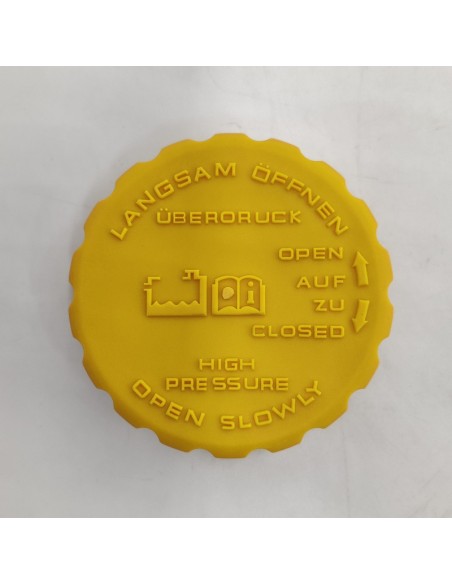 LANGSAM ÖFFNEN
ÜBERDRUCK
OPEN
AUF
ZU
CLOSED
HIGH
PRESSURE
OPEN SLOWLY